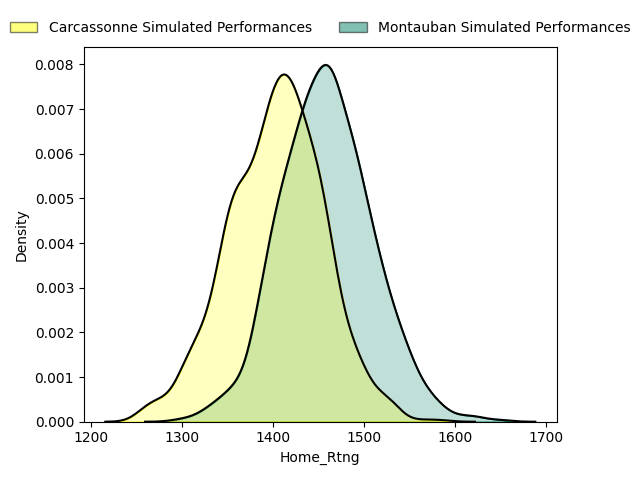 Carcassonne Simulated Performances
Montauban Simulated Performances
0.008
0.007
0.006
0.005
0.004
0.003
0.002
0.001
0.000
Density
1200 1300 1400 1500 1600 1700
Home_Rtng